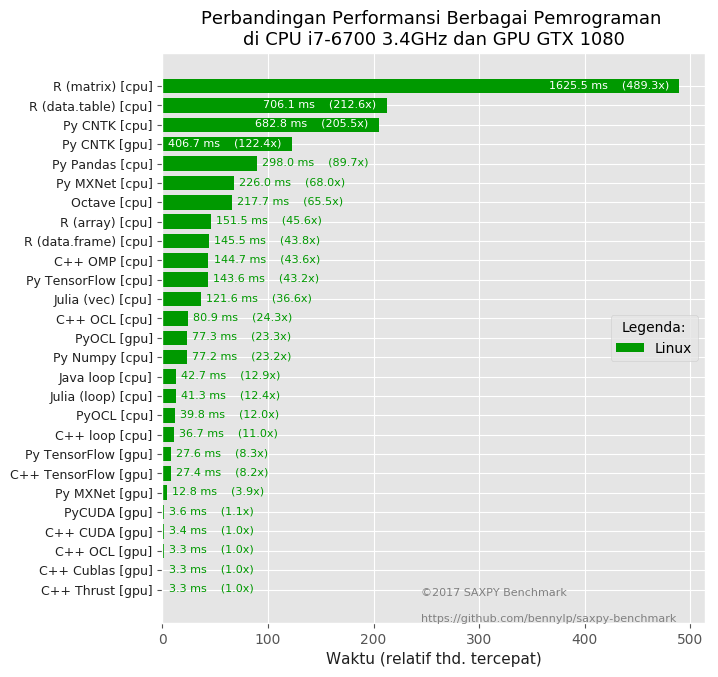 Perbandingan Performansi Berbagai Pemrograman
di CPU i7-6700 3.4GHz dan GPU GTX 1080
R (matrix) [cpu] 1625.5 ms (489.3x)
R (data.table) [cpu] 706.1 ms (212.6x)
Py CNTK [cpu] 682.8 ms (205.5x)
Py CNTK [gpu] 406.7 ms (122.4x)
Py Pandas [cpu] 298.0 ms (89.7x)
Py MXNet [cpu] 226.0 ms (68.0x)
Octave [cpu] 217.7 ms (65.5x)
R (array) [cpu] 151.5 ms (45.6x)
R (data.frame) [cpu] 145.5 ms (43.8x)
C++ OMP [cpu] 144.7 ms (43.6x)
Py TensorFlow [cpu] 143.6 ms (43.2x)
Julia (vec) [cpu] 121.6 ms (36.6x)
C++ OCL [cpu] 80.9 ms (24.3x)
PyOCL [gpu] 77.3 ms (23.3x)
Py Numpy [cpu] 77.2 ms (23.2x)
Java loop [cpu] 42.7 ms (12.9x)
Julia (loop) [cpu] 41.3 ms (12.4x)
PyOCL [cpu] 39.8 ms (12.0x)
C++ loop [cpu] 36.7 ms (11.0x)
Py TensorFlow [gpu] 27.6 ms (8.3x)
C++ TensorFlow [gpu] 27.4 ms (8.2x)
Py MXNet [gpu] 12.8 ms (3.9x)
PyCUDA [gpu] 3.6 ms (1.1x)
C++ CUDA [gpu] 3.4 ms (1.0x)
C++ OCL [gpu] 3.3 ms (1.0x)
C++ Cublas [gpu] 3.3 ms (1.0x)
C++ Thrust [gpu] 3.3 ms (1.0x)
Legenda:
Linux
©2017 SAXPY Benchmark
https://github.com/bennylp/saxpy-benchmark
0 100 200 300 400 500
Waktu (relatif thd. tercepat)